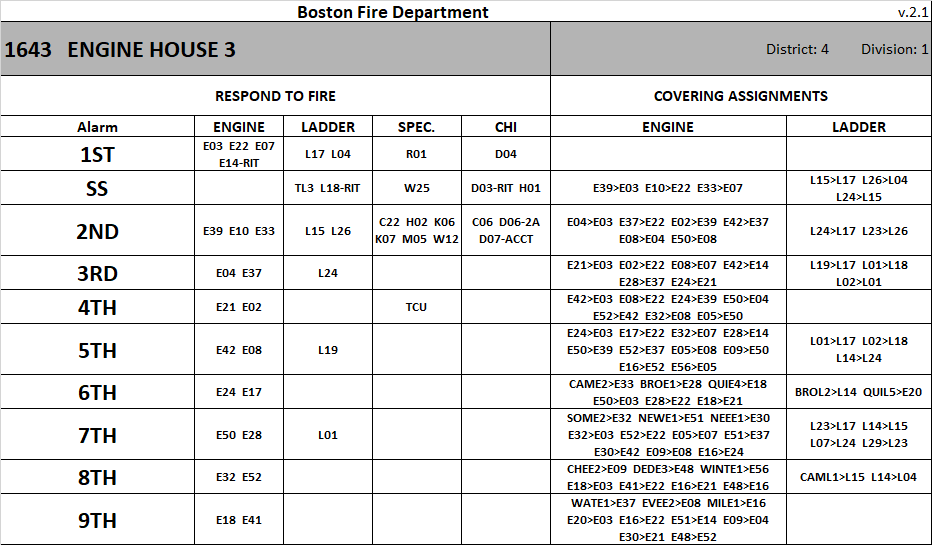 Boston Fire Department
v.2.1
1643 ENGINE HOUSE 3
District: 4 Division: 1
RESPOND TO FIRE
COVERING ASSIGNMENTS
Alarm ENGINE LADDER SPEC. CHI ENGINE LADDER
1ST
E03 E22 E07
E14-RIT
L17 L04
R01
D04
SS
TL3 L18-RIT
W25
D03-RIT H01
E39>E03 E10>E22 E33>E07
L15>L17 L26>L04
L24>L15
2ND
E39 E10 E33
L15 L26
C22 H02 K06
K07 M05 W12
C06 D06-2A
D07-ACCT
E04>E03 E37>E22 E02>E39 E42>E37
E08>E04 E50>E08
L24>L17 L23>L26
3RD
E04 E37
L24
E21>E03 E02>E22 E08>E07 E42>E14
E28>E37 E24>E21
L19>L17 L01>L18
L02>L01
4TH
E21 E02
TCU
E42>E03 E08>E22 E24>E39 E50>E04
E52>E42 E32>E08 E05>E50
5TH
E42 E08
L19
E24>E03 E17>E22 E32>E07 E28>E14
E50>E39 E52>E37 E05>E08 E09>E50
E16>E52 E56>E05
L01>L17 L02>L18
L14>L24
6TH
E24 E17
CAME2>E33 BROE1>E28 QUIE4>E18
E50>E03 E28>E22 E18>E21
BROL2>L14 QUIL5>E20
7TH
E50 E28
L01
SOME2>E32 NEWE1>E51 NEEE1>E30
E32>E03 E52>E22 E05>E07 E51>E37
E30>E42 E09>E08 E16>E24
L23>L17 L14>L15
L07>L24 L29>L23
8TH
E32 E52
CHEE2>E09 DEDE3>E48 WINTE1>E56
E18>E03 E41>E22 E16>E21 E48>E16
CAML1>L15 L14>L04
9TH
E18 E41
WATE1>E37 EVEE2>E08 MILE1>E16
E20>E03 E16>E22 E51>E14 E09>E04
E30>E21 E48>E52